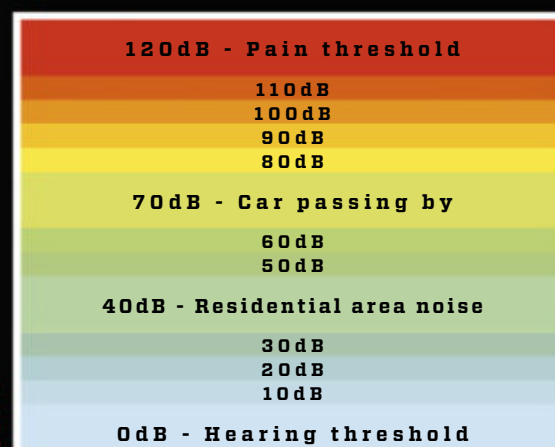 120dB - Pain threshold
110dB
100dB
90dB
80dB
70dB - Car passing by
60dB
50dB
40dB - Residential area noise
30dB
20dB
10dB
0dB - Hearing threshold